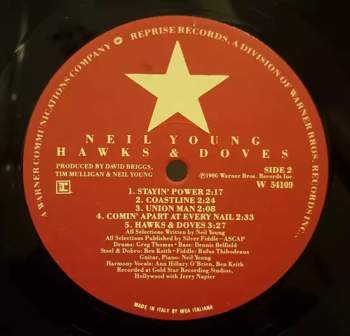 A WARNER COMMUNICATIONS COMPANY REPRISE RECORDS, A DIVISION OF WARNER BROS. RECORDS INC.
NEIL YOUNG
HAWKS & DOVES
PRODUCED BY DAVID BRIGGS,
TIM MULLIGAN & NEIL YOUNG
SIDE 2
℗1980 Warner Bros. Records Inc.
W 54109
1. STAYIN' POWER 2:17
2. COASTLINE 2:24
3. UNION MAN 2:08
4. COMIN' APART AT EVERY NAIL 2:33
5. HAWKS & DOVES 3:27
All Selections Written by Neil Young
All Selections Published by Silver Fiddle—ASCAP
Drums: Greg Thomas · Bass: Dennis Belfield
Steel & Dobro: Ben Keith · Fiddle: Rufus Thibodeaux
Guitar, Piano: Neil Young
Harmony Vocals: Ann Hillary O'Brien, Ben Keith
Recorded at Gold Star Recording Studios,
Hollywood with Jerry Napier
MADE IN ITALY BY WEA ITALIANA